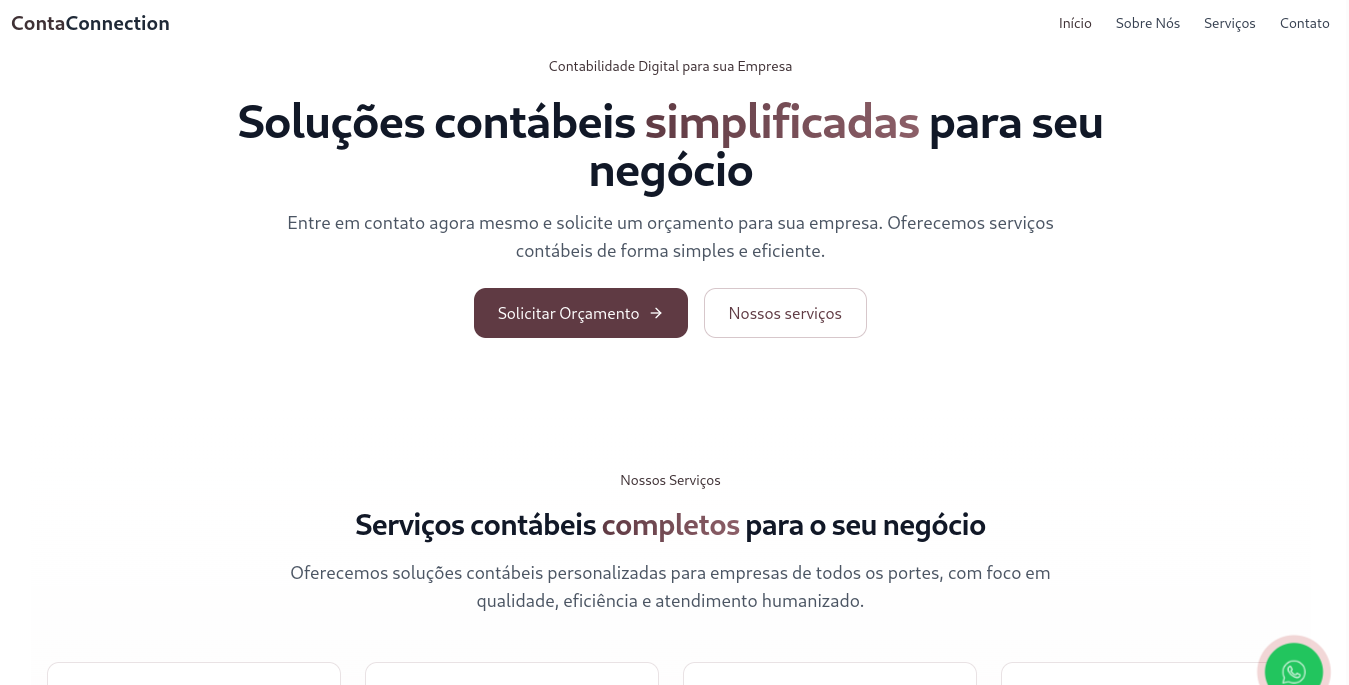 ContaConnection
Início Sobre Nós Serviços Contato
Contabilidade Digital para sua Empresa
Soluções contábeis simplificadas para seu
negócio
Entre em contato agora mesmo e solicite um orçamento para sua empresa. Oferecemos serviços
contábeis de forma simples e eficiente.
Solicitar Orçamento
Nossos serviços
Nossos Serviços
Serviços contábeis completos para o seu negócio
Oferecemos soluções contábeis personalizadas para empresas de todos os portes, com foco em
qualidade, eficiência e atendimento humanizado.